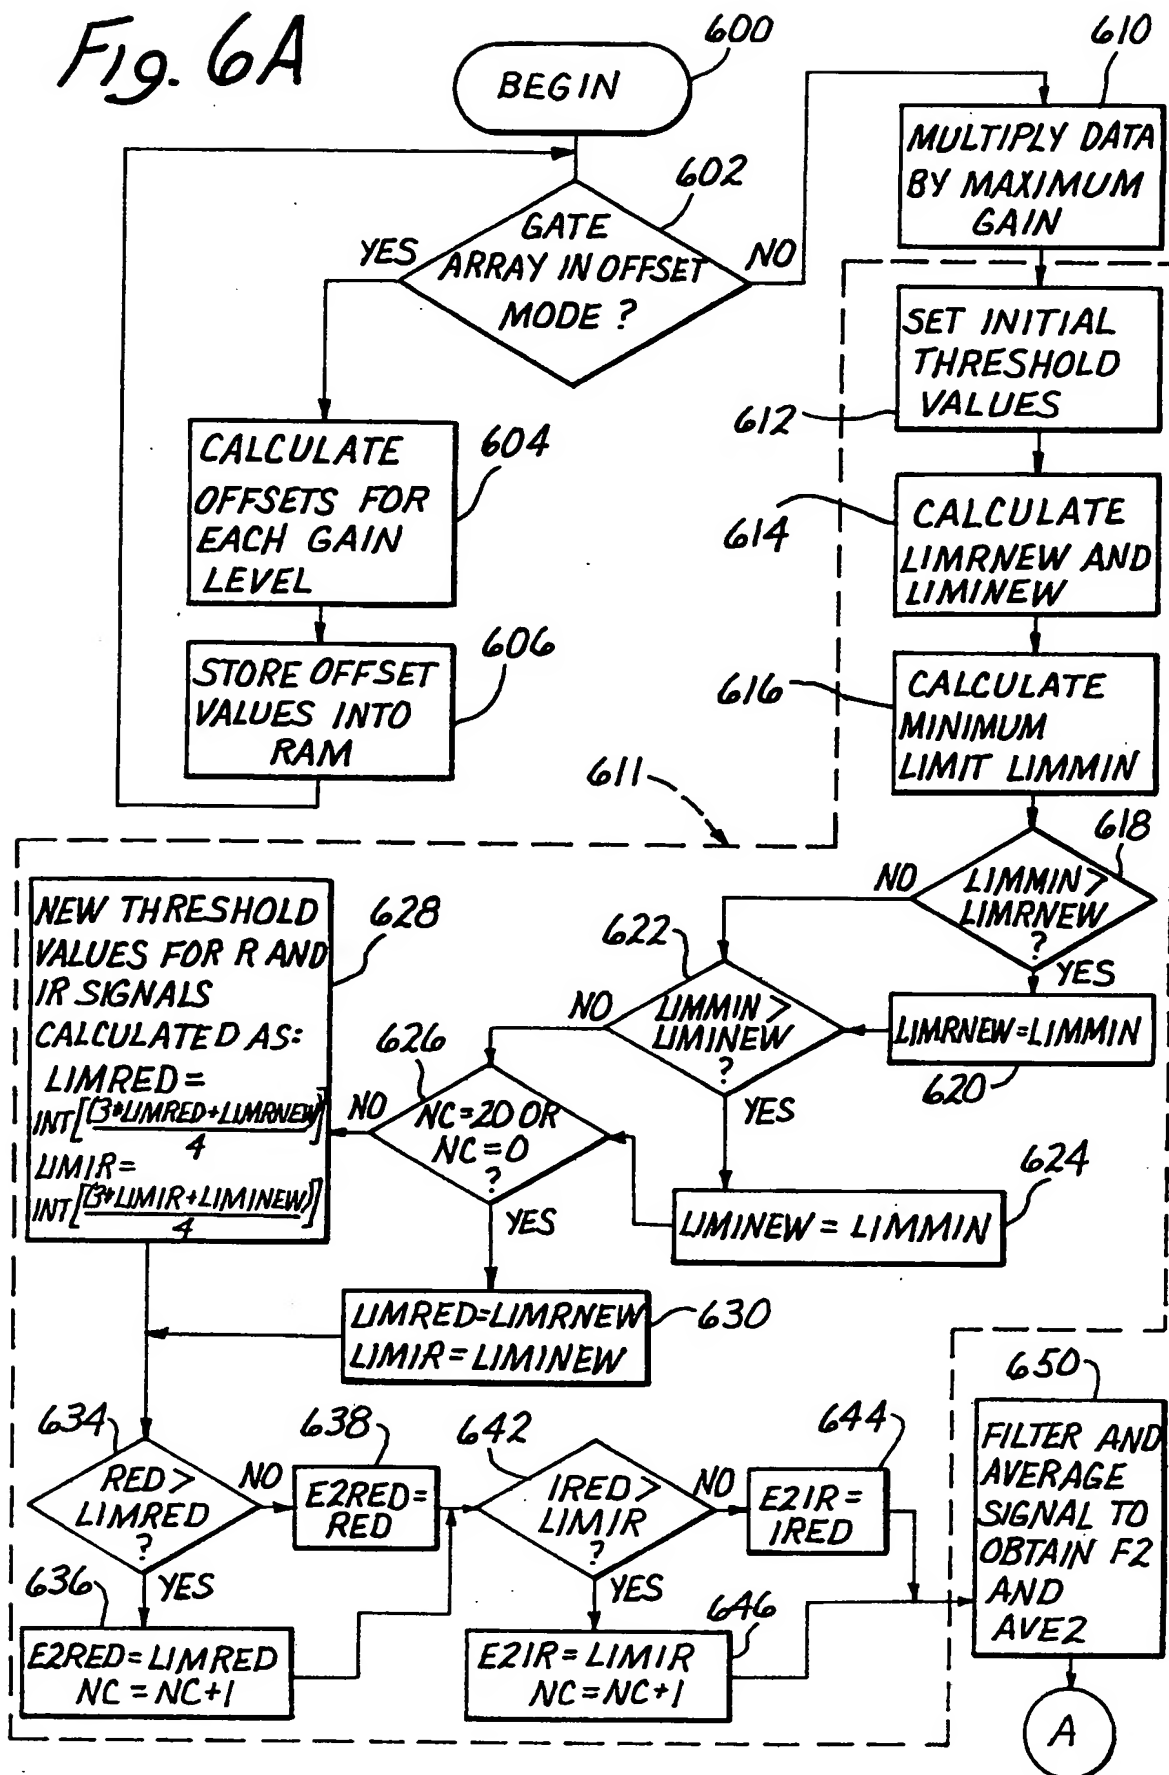 Fig. 6A
600
BEGIN
602
GATE
ARRAY IN OFFSET
MODE ?
YES
NO
604
CALCULATE
OFFSETS FOR
EACH GAIN
LEVEL
606
STORE OFFSET
VALUES INTO
RAM
610
MULTIPLY DATA
BY MAXIMUM
GAIN
611
612
SET INITIAL
THRESHOLD
VALUES
614
CALCULATE
LIMRNEW AND
LIMINEW
616
CALCULATE
MINIMUM
LIMIT LIMMIN
618
LIMMIN >
LIMRNEW
?
NO
YES
LIMRNEW=LIMMIN
620
622
LIMMIN >
LIMINEW
?
NO
YES
624
LIMINEW = LIMMIN
626
NC=20 OR
NC=0
?
NO
YES
628
NEW THRESHOLD
VALUES FOR R AND
IR SIGNALS
CALCULATED AS:
LIMRED =
INT[(3*LIMRED+LIMRNEW)]
4
LIMIR =
INT[(3*LIMIR+LIMINEW)]
4
LIMRED=LIMRNEW
LIMIR=LIMINEW
630
634
RED >
LIMRED
?
NO
YES
636
E2RED=LIMRED
NC=NC+1
638
E2RED=
RED
642
IRED >
LIMIR
?
NO
YES
644
E2IR=
IRED
646
E2IR=LIMIR
NC=NC+1
650
FILTER AND
AVERAGE
SIGNAL TO
OBTAIN F2
AND
AVE2
A